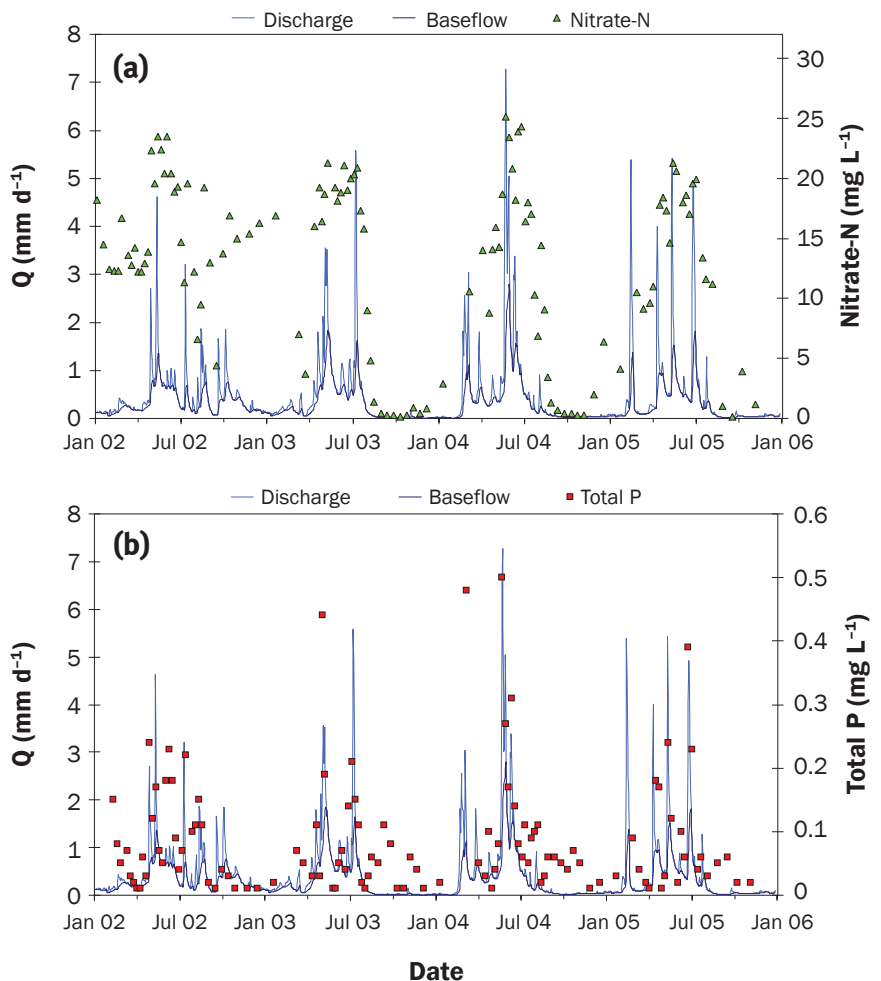 Discharge Baseflow Nitrate-N
(a)
Q (mm d⁻¹)
8
7
6
5
4
3
2
1
0
Nitrate-N (mg L⁻¹)
30
25
20
15
10
5
0
Jan 02 Jul 02 Jan 03 Jul 03 Jan 04 Jul 04 Jan 05 Jul 05 Jan 06
Discharge Baseflow Total P
(b)
Q (mm d⁻¹)
8
7
6
5
4
3
2
1
0
Total P (mg L⁻¹)
0.6
0.5
0.4
0.3
0.2
0.1
0
Jan 02 Jul 02 Jan 03 Jul 03 Jan 04 Jul 04 Jan 05 Jul 05 Jan 06
Date